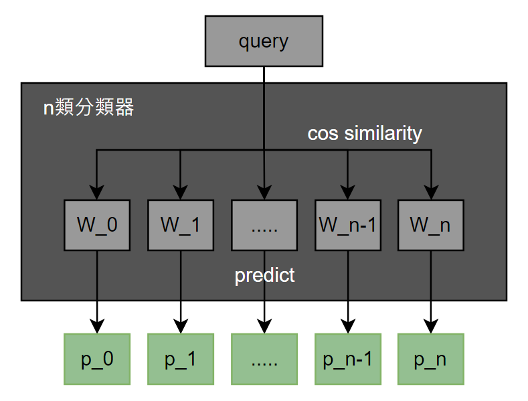 query
n類分類器
cos similarity
W_0 W_1 ..... W_n-1 W_n
predict
p_0 p_1 ..... p_n-1 p_n